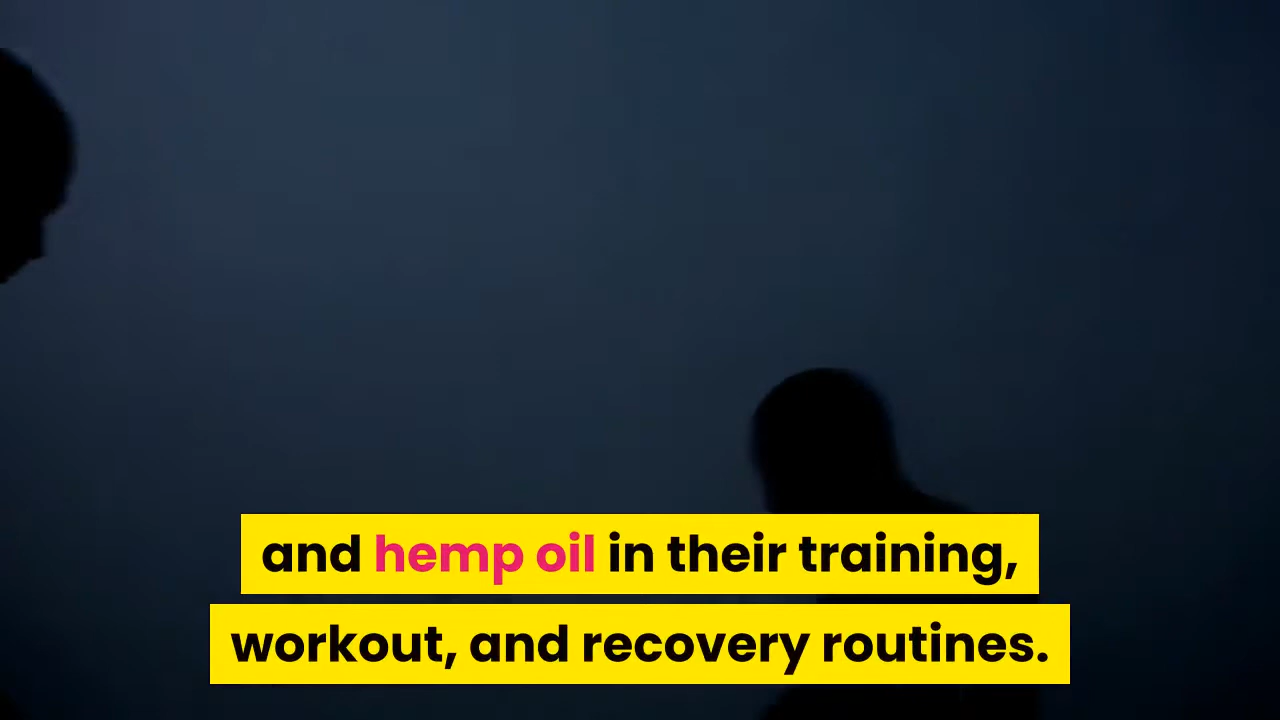 and hemp oil in their training,
workout, and recovery routines.